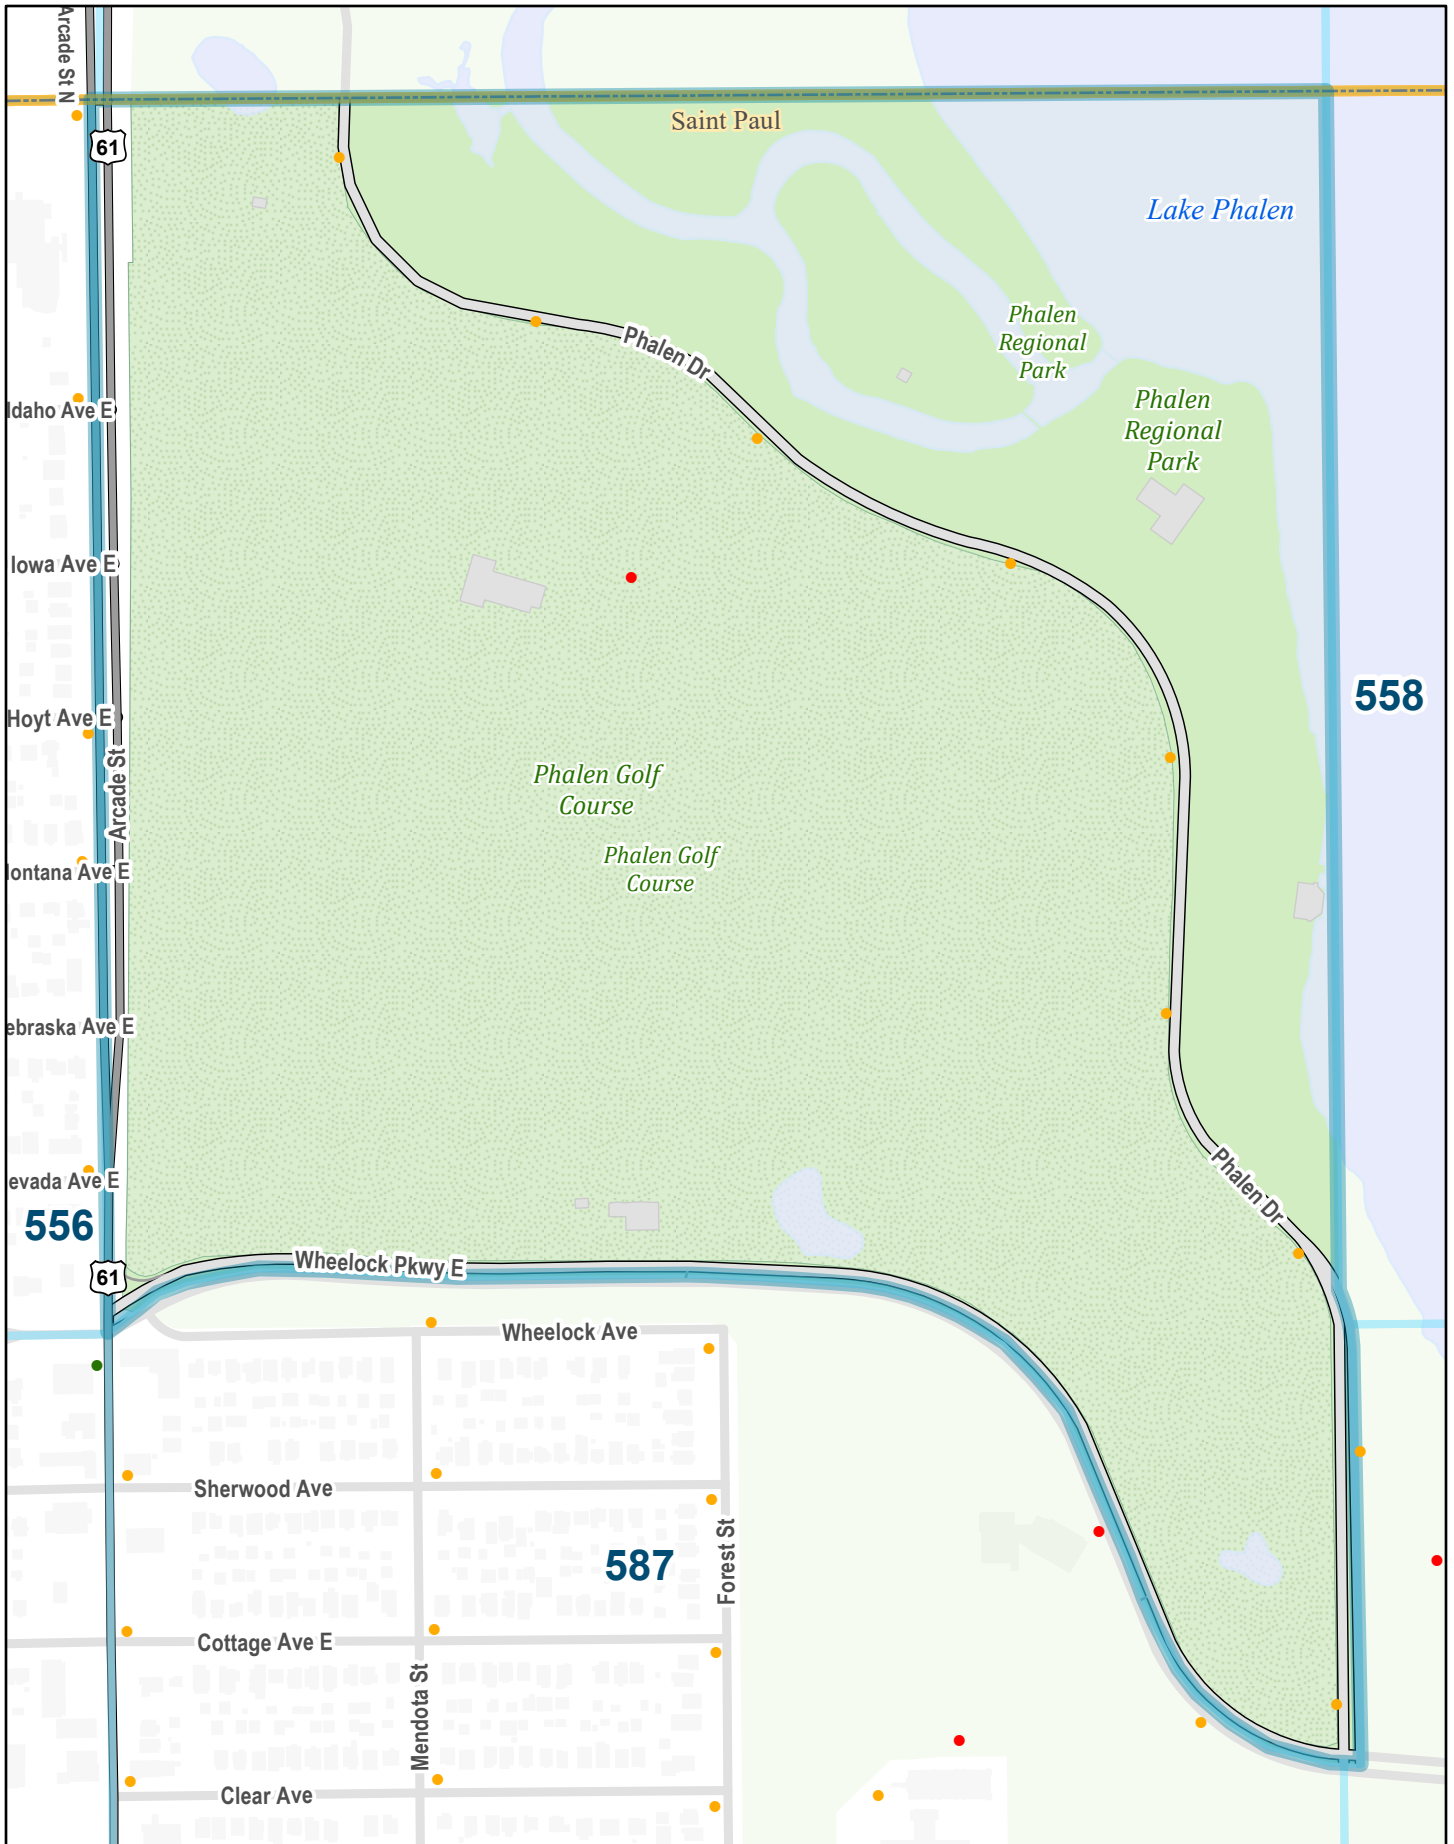 Arcade St N
Saint Paul
61
Lake Phalen
Phalen
Regional
Park
Phalen Dr
Phalen
Regional
Park
Idaho Ave E
Iowa Ave E
558
Hoyt Ave E
Arcade St
Phalen Golf
Course
Phalen Golf
Course
lontana Ave E
ebraska Ave E
Phalen Dr
evada Ave E
556
61
Wheelock Pkwy E
Wheelock Ave
Sherwood Ave
Forest St
587
Cottage Ave E
Mendota St
Clear Ave